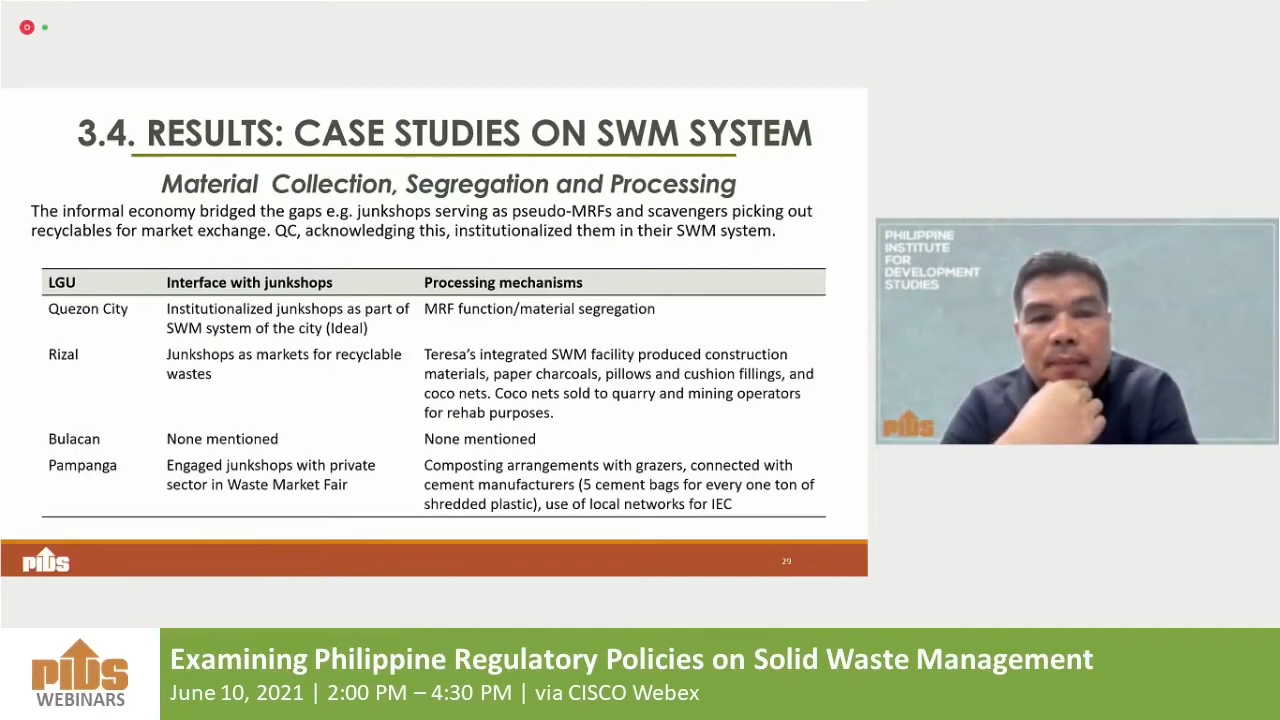 3.4. RESULTS: CASE STUDIES ON SWM SYSTEM
Material Collection, Segregation and Processing
The informal economy bridged the gaps e.g. junkshops serving as pseudo-MRFs and scavengers picking out
recyclables for market exchange. QC, acknowledging this, institutionalized them in their SWM system.
LGU Interface with junkshops Processing mechanisms
Quezon City Institutionalized junkshops as part of MRF function/material segregation
SWM system of the city (Ideal)
Rizal Junkshops as markets for recyclable Teresa's integrated SWM facility produced construction
wastes materials, paper charcoals, pillows and cushion fillings, and
coco nets. Coco nets sold to quarry and mining operators
for rehab purposes.
Bulacan None mentioned None mentioned
Pampanga Engaged junkshops with private Composting arrangements with grazers, connected with
sector in Waste Market Fair cement manufacturers (5 cement bags for every one ton of
shredded plastic), use of local networks for IEC
PIDS
29
PHILIPPINE
INSTITUTE
FOR
DEVELOPMENT
STUDIES
PIDS
PIDS
WEBINARS
Examining Philippine Regulatory Policies on Solid Waste Management
June 10, 2021 | 2:00 PM – 4:30 PM | via CISCO Webex